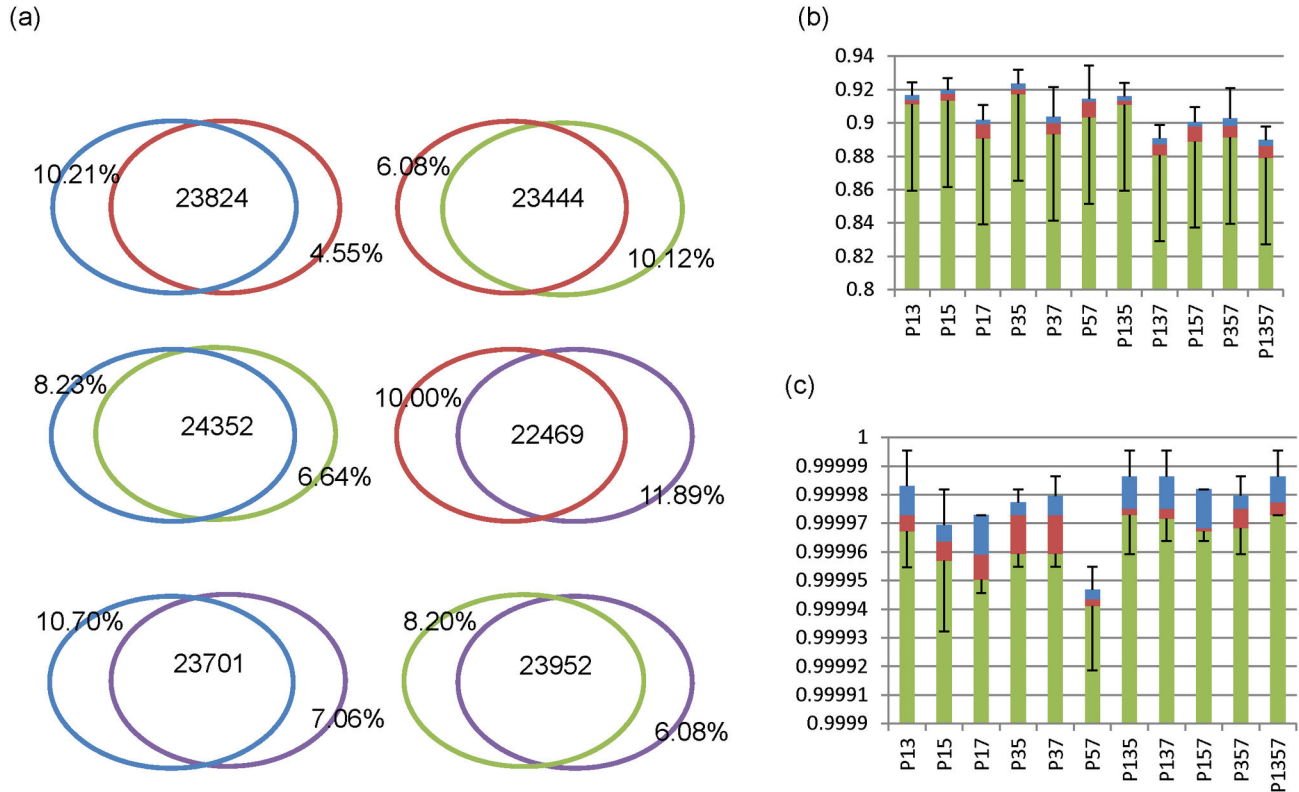 (a)
10.21%
23824
4.55%
6.08%
23444
10.12%
8.23%
24352
6.64%
10.00%
22469
11.89%
10.70%
23701
7.06%
8.20%
23952
6.08%
(b)
0.94
0.92
0.9
0.88
0.86
0.84
0.82
0.8
P13
P15
P17
P35
P37
P57
P135
P137
P157
P357
P1357
(c)
1
0.99999
0.99998
0.99997
0.99996
0.99995
0.99994
0.99993
0.99992
0.99991
0.9999
P13
P15
P17
P35
P37
P57
P135
P137
P157
P357
P1357